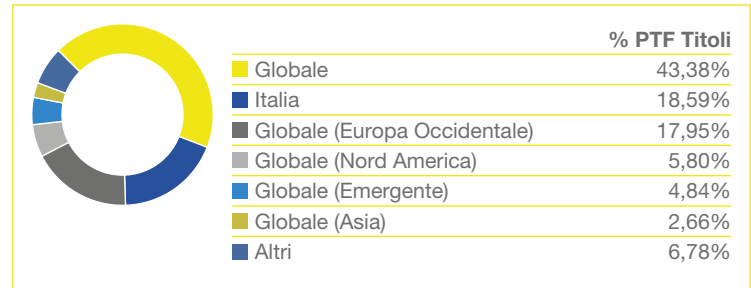 % PTF Titoli
Globale 43,38%
Italia 18,59%
Globale (Europa Occidentale) 17,95%
Globale (Nord America) 5,80%
Globale (Emergente) 4,84%
Globale (Asia) 2,66%
Altri 6,78%